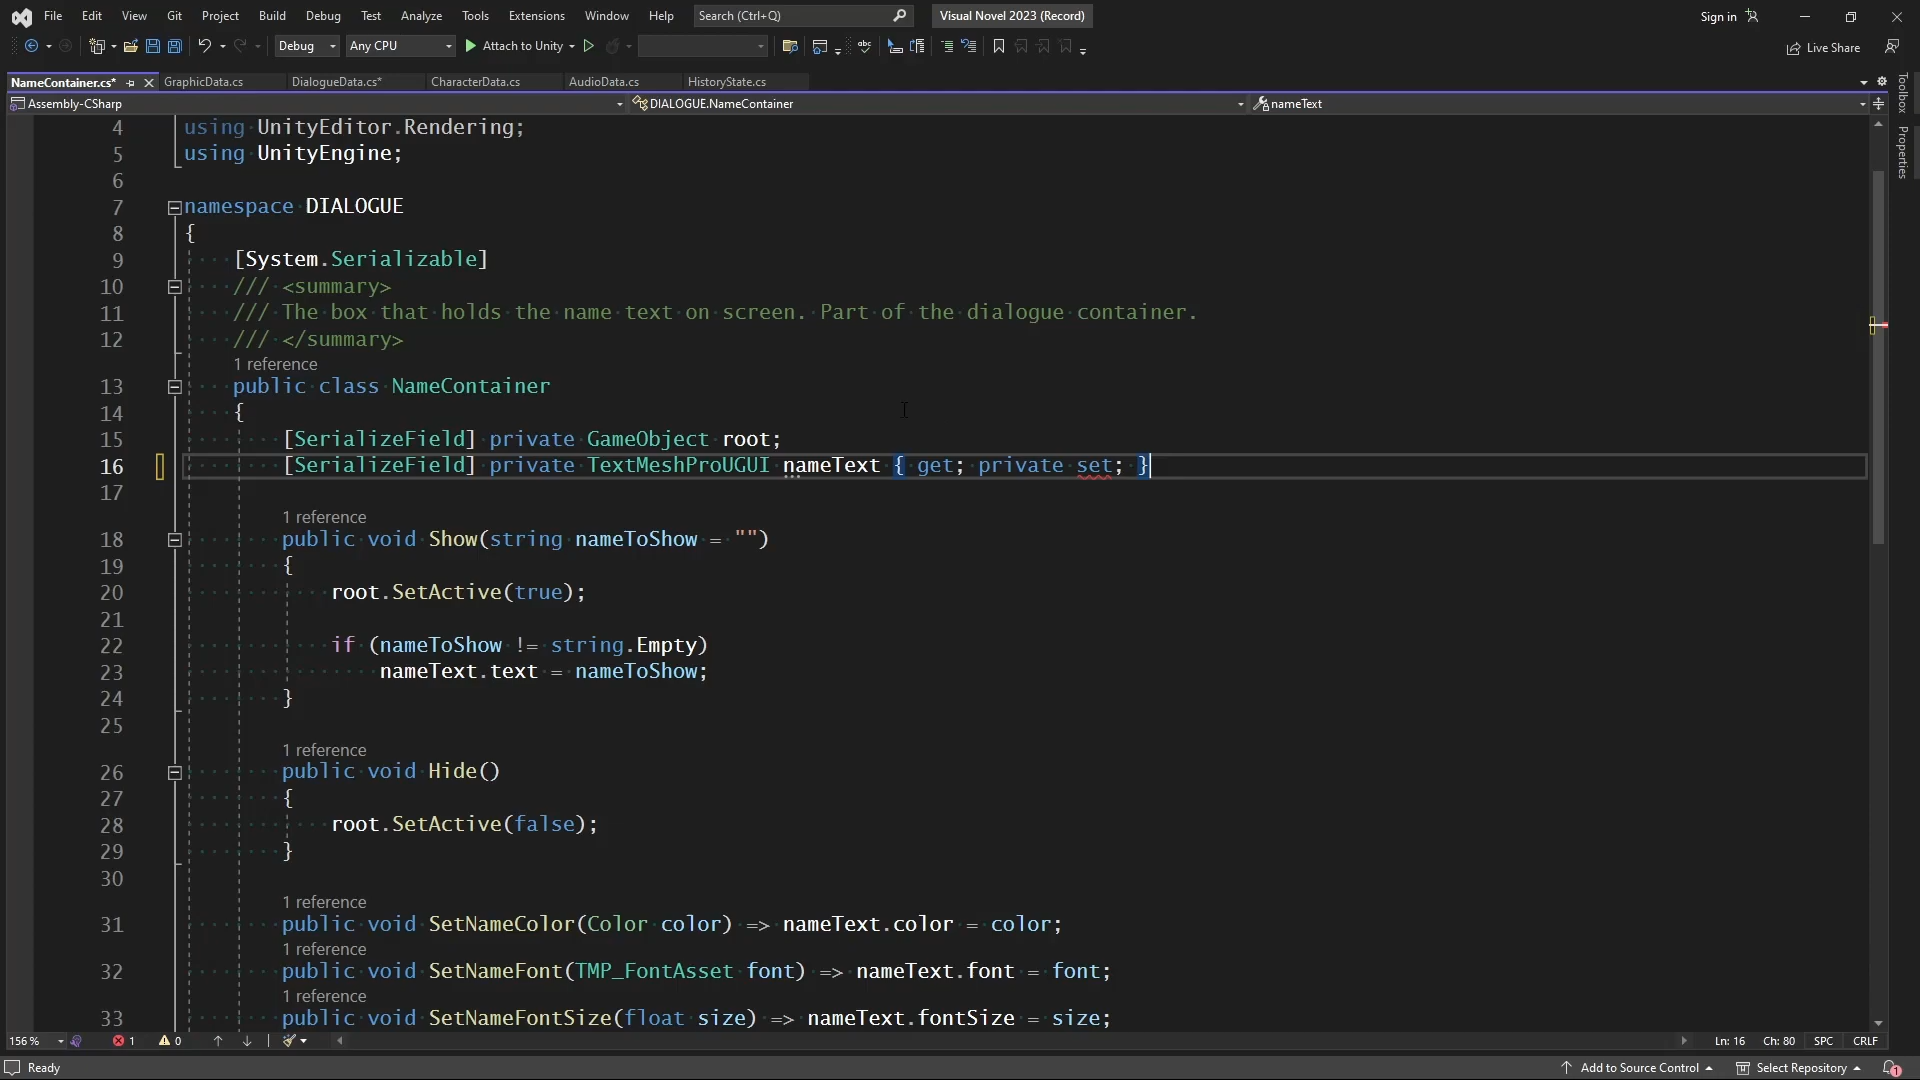 File Edit View Git Project Build Debug Test Analyze Tools Extensions Window Help Search (Ctrl+Q) Visual Novel 2023 (Record) Sign in
Debug Any CPU Attach to Unity Live Share
NameContainer.cs* GraphicData.cs DialogueData.cs* CharacterData.cs AudioData.cs HistoryState.cs
Assembly-CSharp DIALOGUE.NameContainer nameText
Toolbox
Properties
4 using UnityEditor.Rendering;
5 using UnityEngine;
6
7 namespace DIALOGUE
8 {
9 [System.Serializable]
10 /// <summary>
11 /// The box that holds the name text on screen. Part of the dialogue container.
12 /// </summary>
1 reference
13 public class NameContainer
14 {
15 [SerializeField] private GameObject root;
16 [SerializeField] private TextMeshProUGUI nameText { get; private set; }
17
1 reference
18 public void Show(string nameToShow = "")
19 {
20 root.SetActive(true);
21
22 if (nameToShow != string.Empty)
23 nameText.text = nameToShow;
24 }
25
1 reference
26 public void Hide()
27 {
28 root.SetActive(false);
29 }
30
1 reference
31 public void SetNameColor(Color color) => nameText.color = color;
1 reference
32 public void SetNameFont(TMP_FontAsset font) => nameText.font = font;
1 reference
33 public void SetNameFontSize(float size) => nameText.fontSize = size;
156 % 1 0 Ln: 16 Ch: 80 SPC CRLF
Ready Add to Source Control Select Repository 1